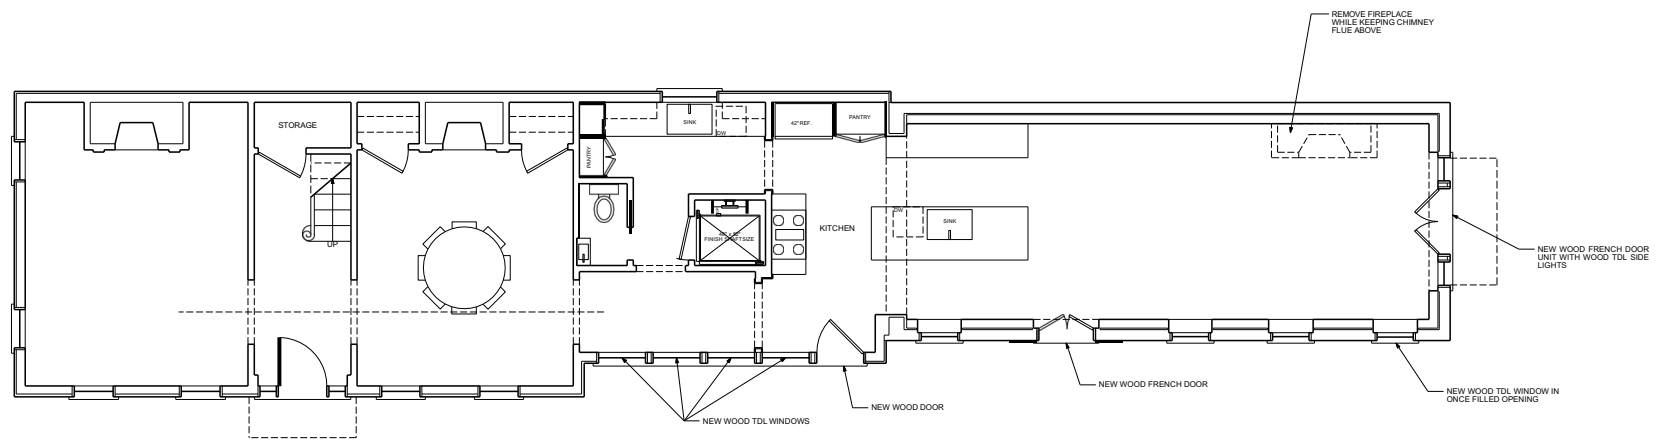 REMOVE FIREPLACE
WHILE KEEPING CHIMNEY
FLUE ABOVE
STORAGE
SINK
DW
42" REF.
PANTRY
PANTRY
UP
FINISH SHAFT SIZE
KITCHEN
DW
SINK
NEW WOOD FRENCH DOOR
UNIT WITH WOOD TDL SIDE
LIGHTS
NEW WOOD FRENCH DOOR
NEW WOOD TDL WINDOW IN
ONCE FILLED OPENING
NEW WOOD DOOR
NEW WOOD TDL WINDOWS